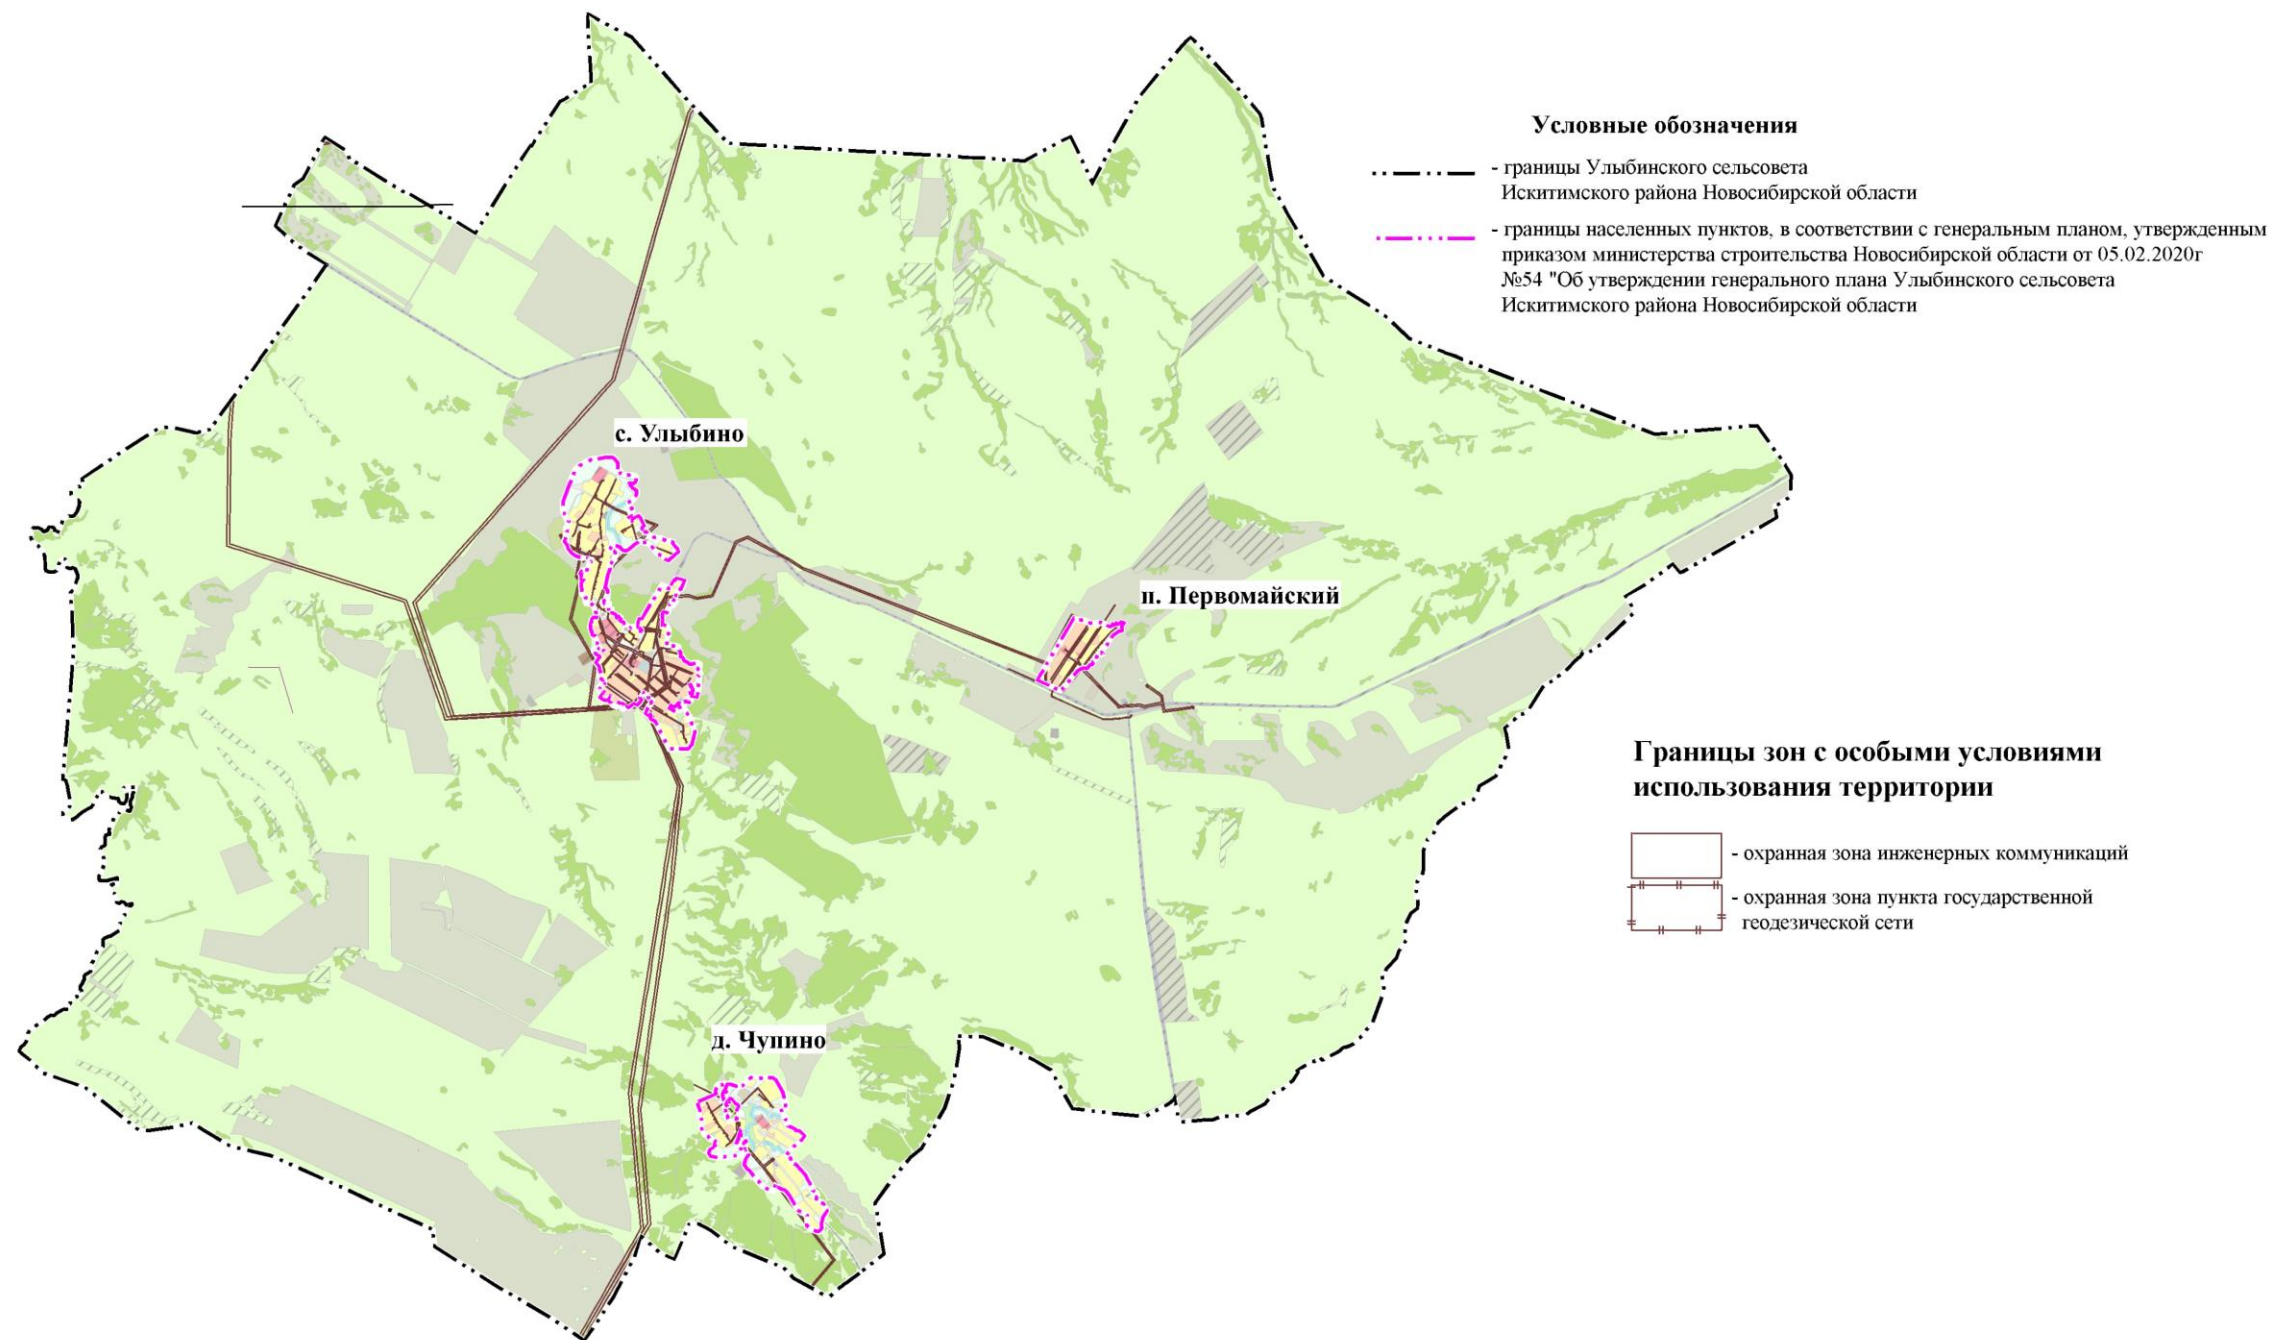 Условные обозначения
- границы Улыбинского сельсовета
Искитимского района Новосибирской области
- границы населенных пунктов, в соответствии с генеральным планом, утвержденным
приказом министерства строительства Новосибирской области от 05.02.2020г
№54 "Об утверждении генерального плана Улыбинского сельсовета
Искитимского района Новосибирской области
с. Улыбино
п. Первомайский
Границы зон с особыми условиями
использования территории
- охранная зона инженерных коммуникаций
- охранная зона пункта государственной
геодезической сети
д. Чупино